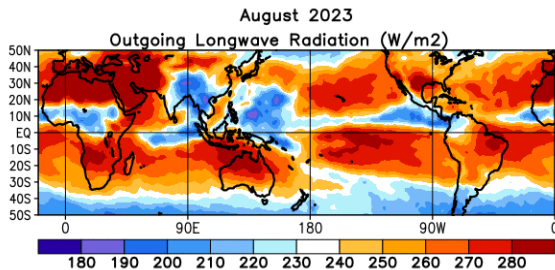 August 2023
Outgoing Longwave Radiation (W/m2)
50N
40N
30N
20N
10N
EQ
10S
20S
30S
40S
50S
0 90E 180 90W 0
180 190 200 210 220 230 240 250 260 270 280